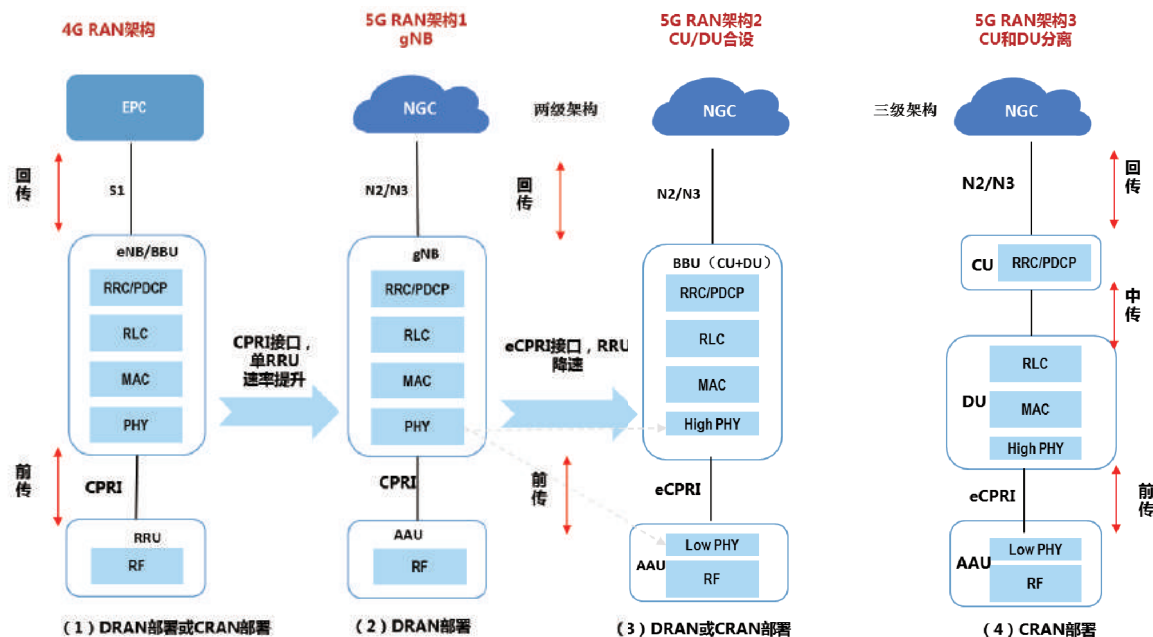 4G RAN架构
5G RAN架构1
gNB
5G RAN架构2
CU/DU合设
5G RAN架构3
CU和DU分离
EPC
NGC
两级架构
NGC
三级架构
NGC
回传
S1
N2/N3
回传
N2/N3
N2/N3
回传
eNB/BBU
RRC/PDCP
RLC
MAC
PHY
CPRI接口，
单RRU
速率提升
gNB
RRC/PDCP
RLC
MAC
PHY
eCPRI接口，RRU
降速
BBU（CU+DU）
RRC/PDCP
RLC
MAC
High PHY
CU
RRC/PDCP
中传
DU
RLC
MAC
High PHY
前传
CPRI
CPRI
前传
eCPRI
eCPRI
前传
RRU
RF
AAU
RF
AAU
Low PHY
RF
AAU
Low PHY
RF
（1）DRAN部署或CRAN部署
（2）DRAN部署
（3）DRAN或CRAN部署
（4）CRAN部署